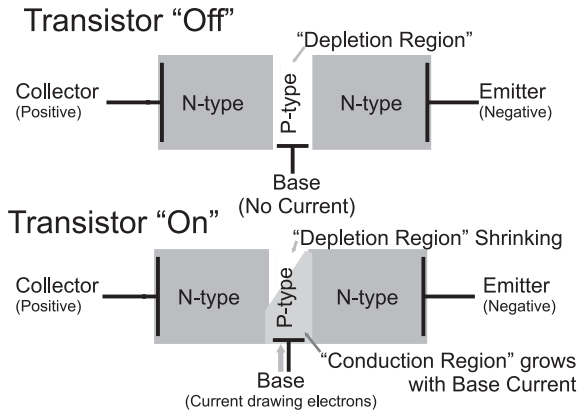 Transistor “Off”
“Depletion Region”
Collector
(Positive)
N-type
P-type
N-type
Emitter
(Negative)
Base
(No Current)
Transistor “On”
“Depletion Region” Shrinking
Collector
(Positive)
N-type
P-type
N-type
Emitter
(Negative)
“Conduction Region” grows
with Base Current
Base
(Current drawing electrons)